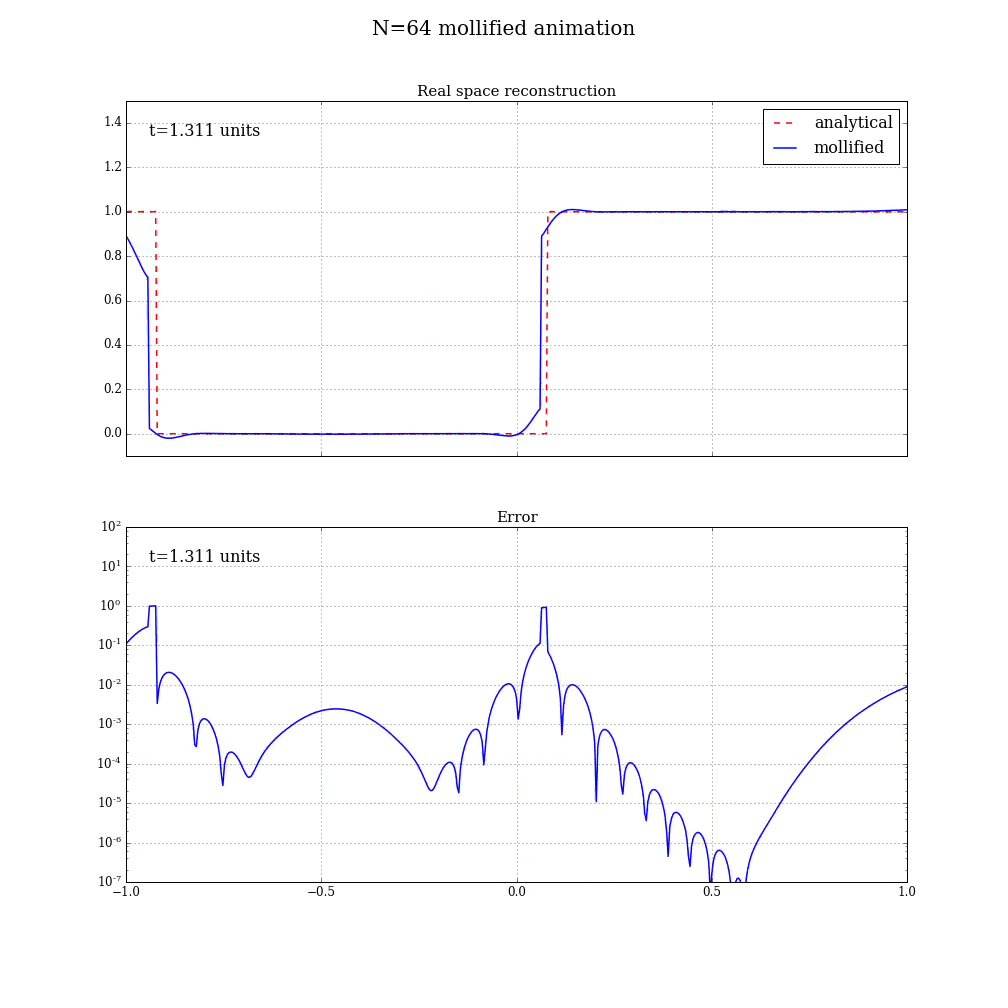 N=64 mollified animation
Real space reconstruction
t=1.311 units
analytical
mollified
1.4
1.2
1.0
0.8
0.6
0.4
0.2
0.0
Error
t=1.311 units
10²
10¹
10⁰
10⁻¹
10⁻²
10⁻³
10⁻⁴
10⁻⁵
10⁻⁶
10⁻⁷
−1.0 −0.5 0.0 0.5 1.0